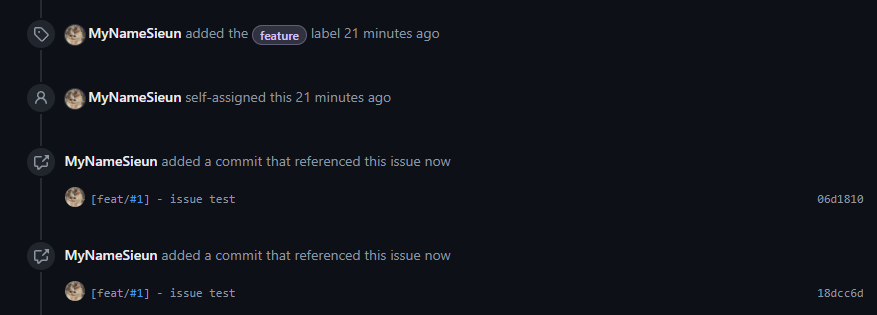 MyNameSieun added the feature label 21 minutes ago
MyNameSieun self-assigned this 21 minutes ago
MyNameSieun added a commit that referenced this issue now
[feat/#1] - issue test 06d1810
MyNameSieun added a commit that referenced this issue now
[feat/#1] - issue test 18dcc6d